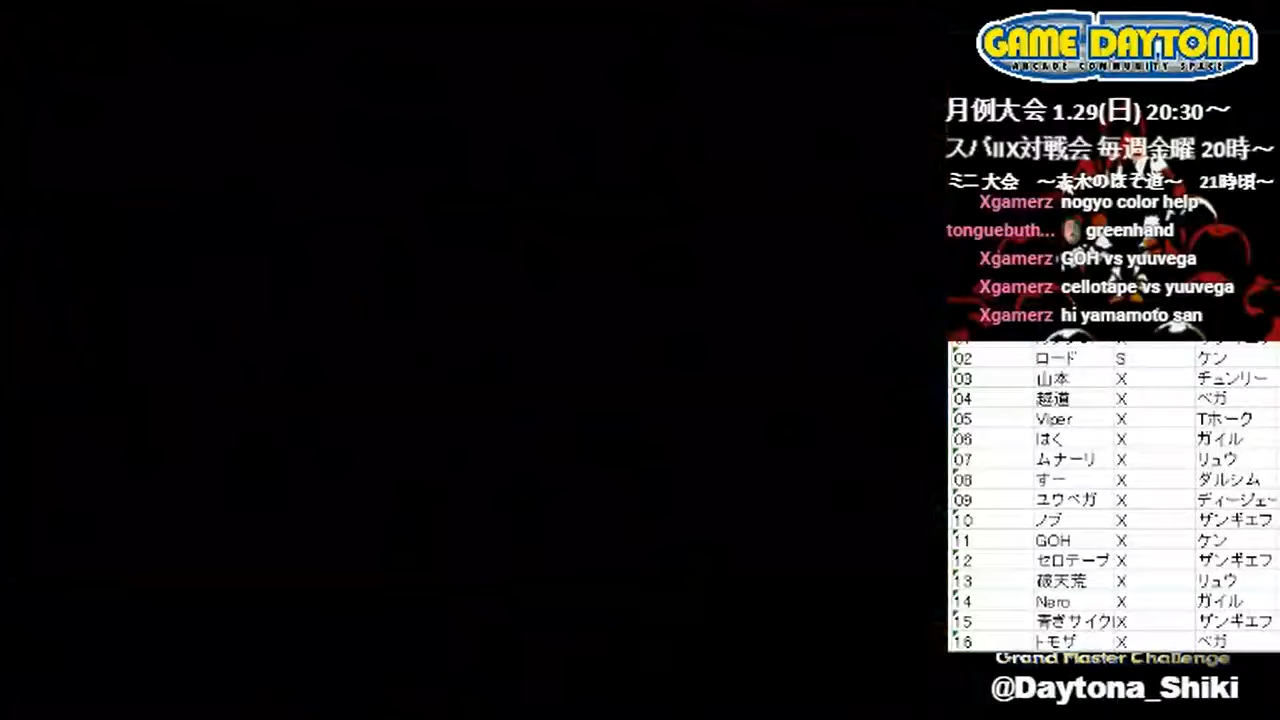 GAME DAYTONA
ARCADE COMMUNITY SPACE
月例大会 1.29(日) 20:30～
スパIIX対戦会 毎週金曜 20時～
ミニ大会 ～志木のほそ道～ 21時頃～
Xgamerz nogyo color help
tonguebuth... greenhand
Xgamerz GOH vs yuuvega
Xgamerz cellotape vs yuuvega
Xgamerz hi yamamoto san
02 ロード S ケン
03 山本 X チュンリー
04 越道 X ベガ
05 Viper X Tホーク
06 はく X ガイル
07 ムナーリ X リュウ
08 すー X ダルシム
09 ユウベガ X ディージェー
10 ノブ X ザンギエフ
11 GOH X ケン
12 セロテープ X ザンギエフ
13 破天荒 X リュウ
14 Nero X ガイル
15 青きサイクl X ザンギエフ
16 トモザ X ベガ
Grand Master Challenge
@Daytona_Shiki